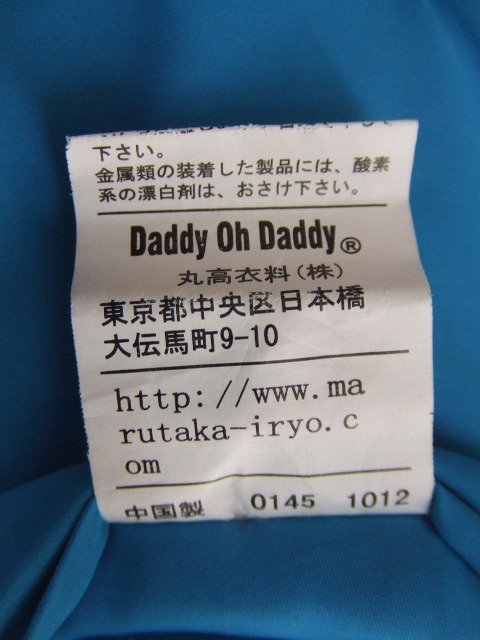 下さい。
金属類の装着した製品には、酸素
系の漂白剤は、おさけ下さい。
Daddy Oh Daddy®
丸高衣料(株)
東京都中央区日本橋
大伝馬町9-10
http://www.ma
rutaka-iryo.c
om
中国製 0145 1012